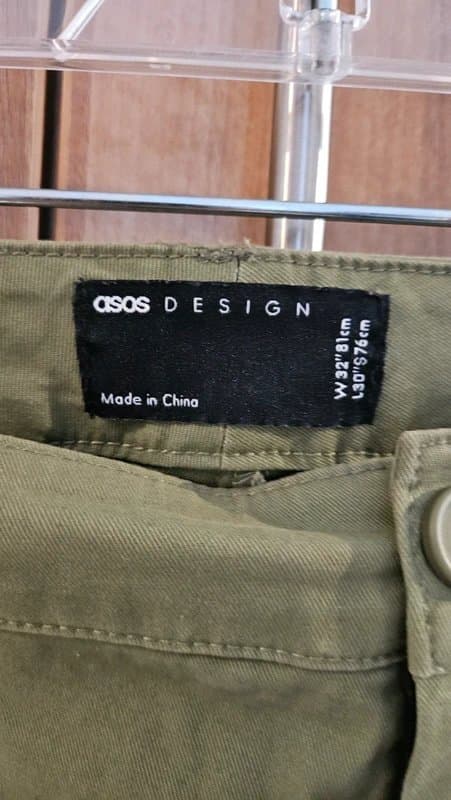 asos DESIGN
Made in China
W32"81cm
L30"S76cm